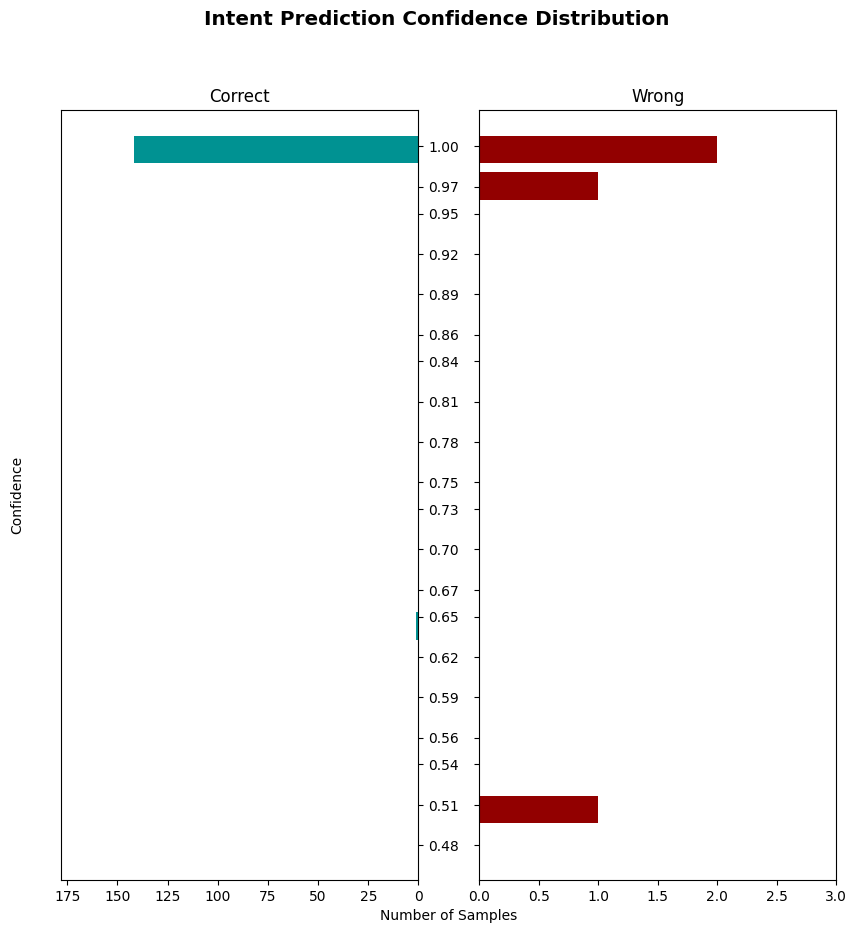 Intent Prediction Confidence Distribution
Correct
Wrong
1.00
0.97
0.95
0.92
0.89
0.86
0.84
0.81
0.78
0.75
0.73
0.70
0.67
0.65
0.62
0.59
0.56
0.54
0.51
0.48
Confidence
175 150 125 100 75 50 25 0
0.0 0.5 1.0 1.5 2.0 2.5 3.0
Number of Samples